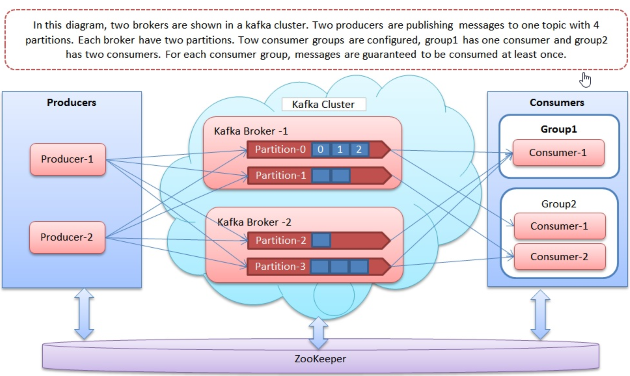 In this diagram, two brokers are shown in a kafka cluster. Two producers are publishing messages to one topic with 4
partitions. Each broker have two partitions. Tow consumer groups are configured, group1 has one consumer and group2
has two consumers. For each consumer group, messages are guaranteed to be consumed at least once.
Producers
Kafka Cluster
Consumers
Kafka Broker -1
Group1
Partition-0 0 1 2
Producer-1
Consumer-1
Partition-1
Group2
Kafka Broker -2
Consumer-1
Producer-2
Partition-2
Consumer-2
Partition-3
ZooKeeper